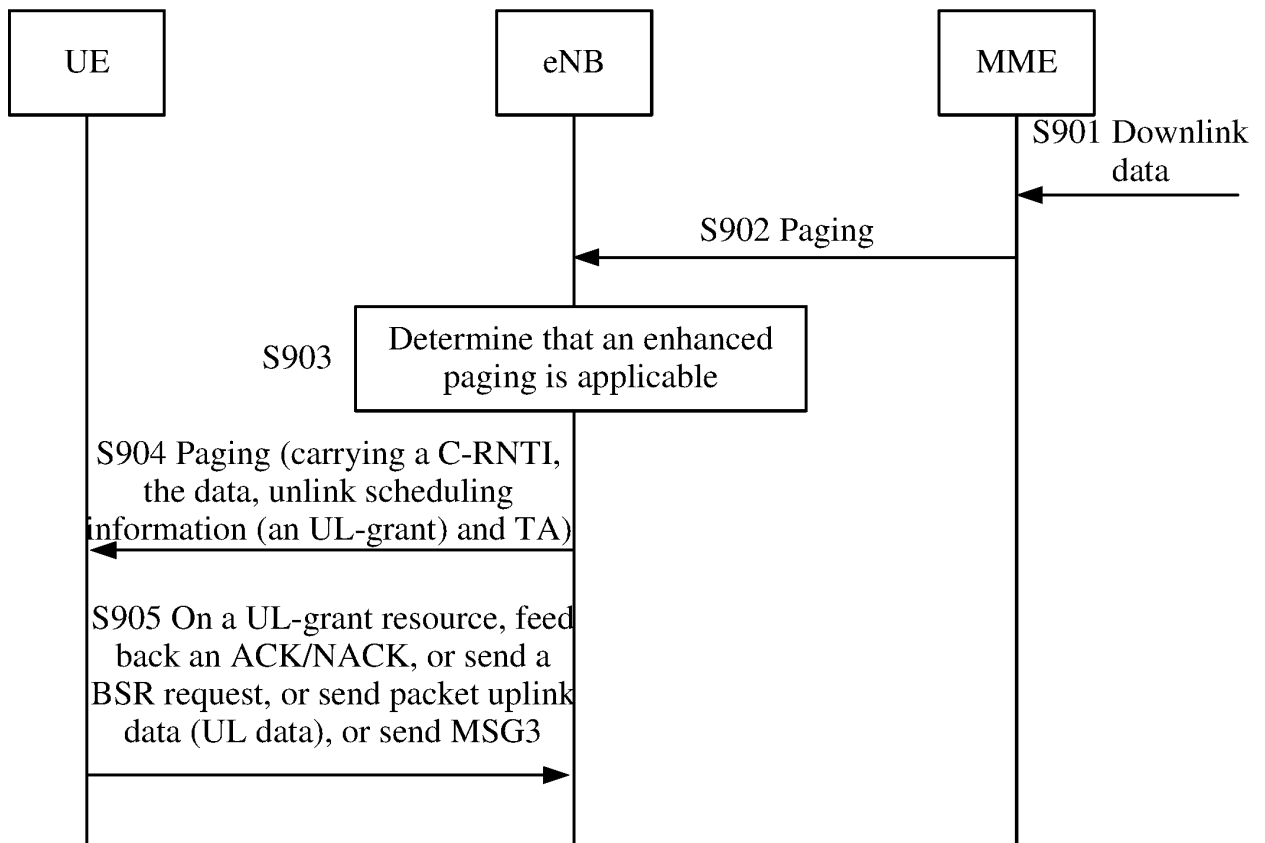 UE
eNB
MME
S901 Downlink
data
S902 Paging
S903
Determine that an enhanced
paging is applicable
S904 Paging (carrying a C-RNTI,
the data, unlink scheduling
information (an UL-grant) and TA)
S905 On a UL-grant resource, feed
back an ACK/NACK, or send a
BSR request, or send packet uplink
data (UL data), or send MSG3